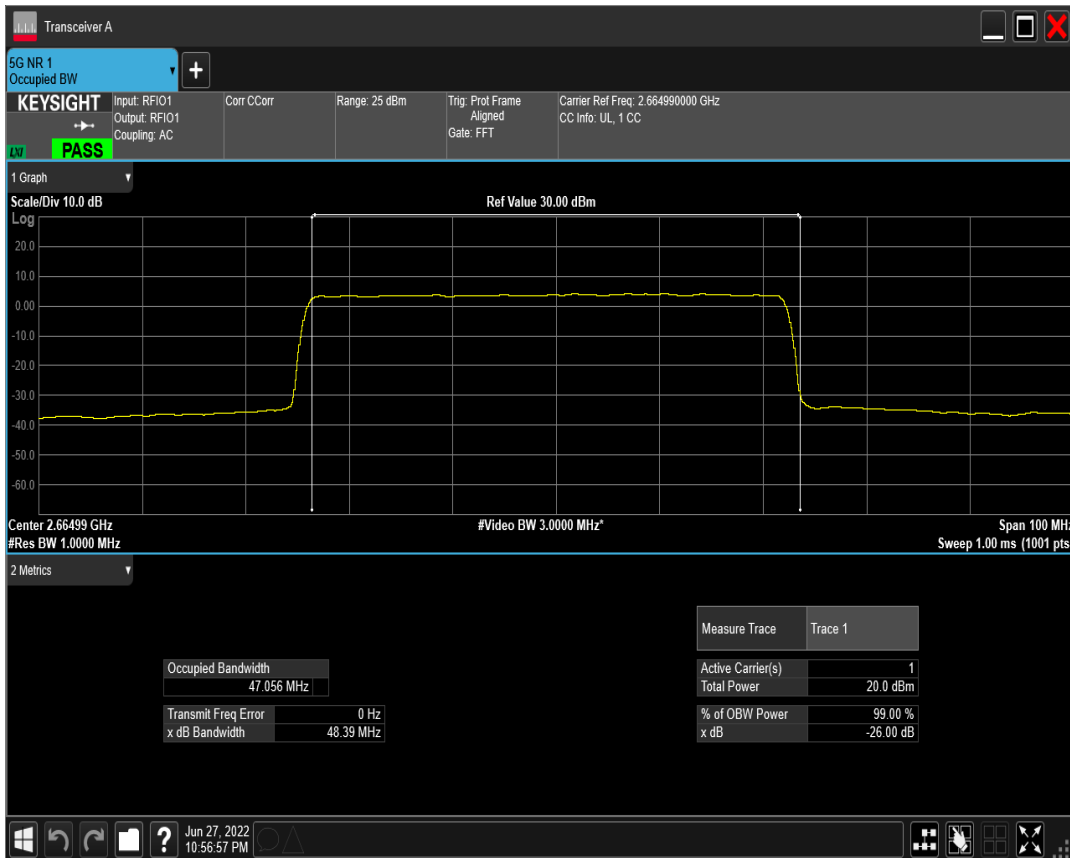 Transceiver A
5G NR 1
Occupied BW
+
KEYSIGHT
LXI
PASS
Input: RFIO1
Output: RFIO1
Coupling: AC
Corr CCorr
Range: 25 dBm
Trig: Prot Frame
Aligned
Gate: FFT
Carrier Ref Freq: 2.664990000 GHz
CC Info: UL, 1 CC
1 Graph
Scale/Div 10.0 dB
Ref Value 30.00 dBm
Log
20.0
10.0
0.00
-10.0
-20.0
-30.0
-40.0
-50.0
-60.0
Center 2.66499 GHz
#Video BW 3.0000 MHz*
Span 100 MHz
#Res BW 1.0000 MHz
Sweep 1.00 ms (1001 pts
2 Metrics
Measure Trace Trace 1
Occupied Bandwidth
47.056 MHz
Active Carrier(s) 1
Total Power 20.0 dBm
Transmit Freq Error 0 Hz
x dB Bandwidth 48.39 MHz
% of OBW Power 99.00 %
x dB -26.00 dB
?
Jun 27, 2022
10:56:57 PM